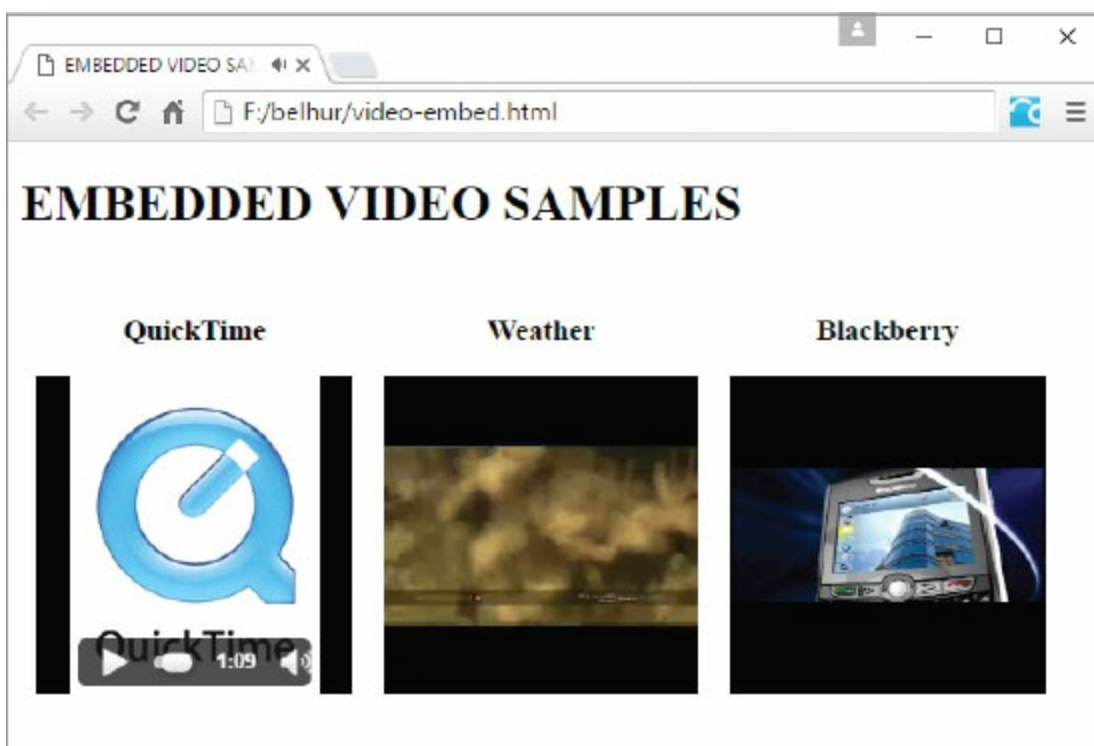 EMBEDDED VIDEO SA
F:/belhur/video-embed.html
EMBEDDED VIDEO SAMPLES
QuickTime
Weather
Blackberry
QuickTime
1:09